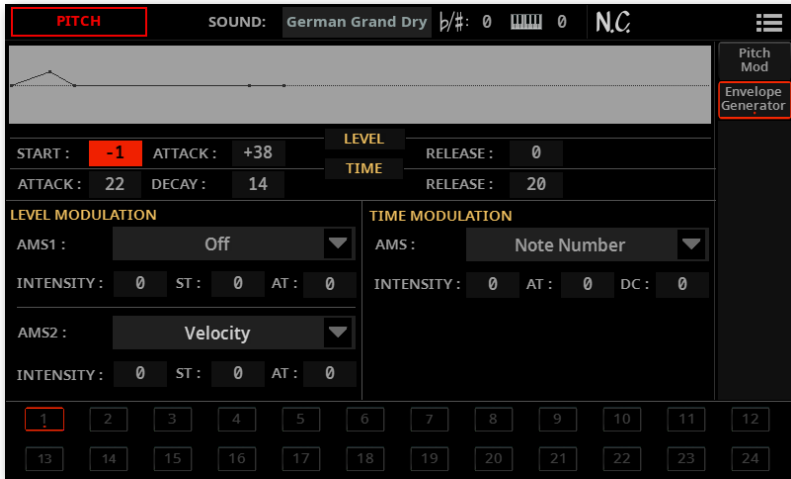 PITCH SOUND: German Grand Dry ♭/#: 0 0 N.C.
Pitch
Mod
Envelope
Generator
LEVEL
START : -1 ATTACK : +38 RELEASE : 0
TIME
ATTACK : 22 DECAY : 14 RELEASE : 20
LEVEL MODULATION
AMS1 : Off
INTENSITY : 0 ST : 0 AT : 0
AMS2 : Velocity
INTENSITY : 0 ST : 0 AT : 0
TIME MODULATION
AMS : Note Number
INTENSITY : 0 AT : 0 DC : 0
1 2 3 4 5 6 7 8 9 10 11 12
13 14 15 16 17 18 19 20 21 22 23 24